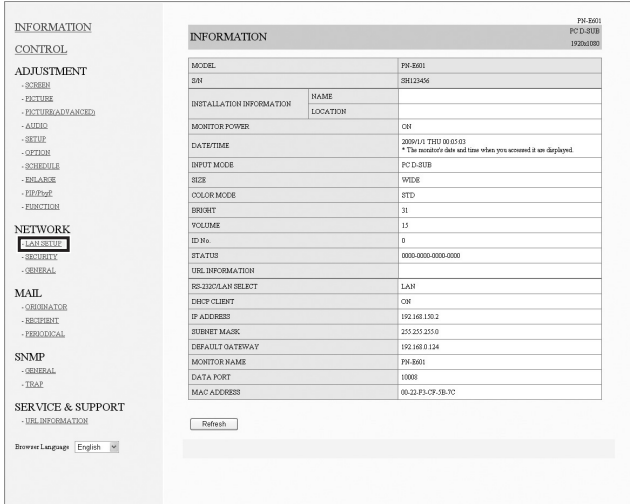 INFORMATION
CONTROL
ADJUSTMENT
- SCREEN
- PICTURE
- PICTURE(ADVANCED)
- AUDIO
- SETUP
- OPTION
- SCHEDULE
- ENLARGE
- PIP/PbyP
- FUNCTION
NETWORK
- LAN SETUP
- SECURITY
- GENERAL
MAIL
- ORIGINATOR
- RECIPIENT
- PERIODICAL
SNMP
- GENERAL
- TRAP
SERVICE & SUPPORT
- URL INFORMATION
Browser Language English
PN-E601
INFORMATION PC D-SUB
1920x1080
MODEL PN-E601
S/N SH123456
INSTALLATION INFORMATION NAME
LOCATION
MONITOR POWER ON
DATE/TIME 2009/1/1 THU 00:05:03
* The monitor's date and time when you accessed it are displayed.
INPUT MODE PC D-SUB
SIZE WIDE
COLOR MODE STD
BRIGHT 31
VOLUME 15
ID No. 0
STATUS 0000-0000-0000-0000
URL INFORMATION
RS-232C/LAN SELECT LAN
DHCP CLIENT ON
IP ADDRESS 192.168.150.2
SUBNET MASK 255.255.255.0
DEFAULT GATEWAY 192.168.0.124
MONITOR NAME PN-E601
DATA PORT 10008
MAC ADDRESS 00-22-F3-CF-5B-7C
Refresh